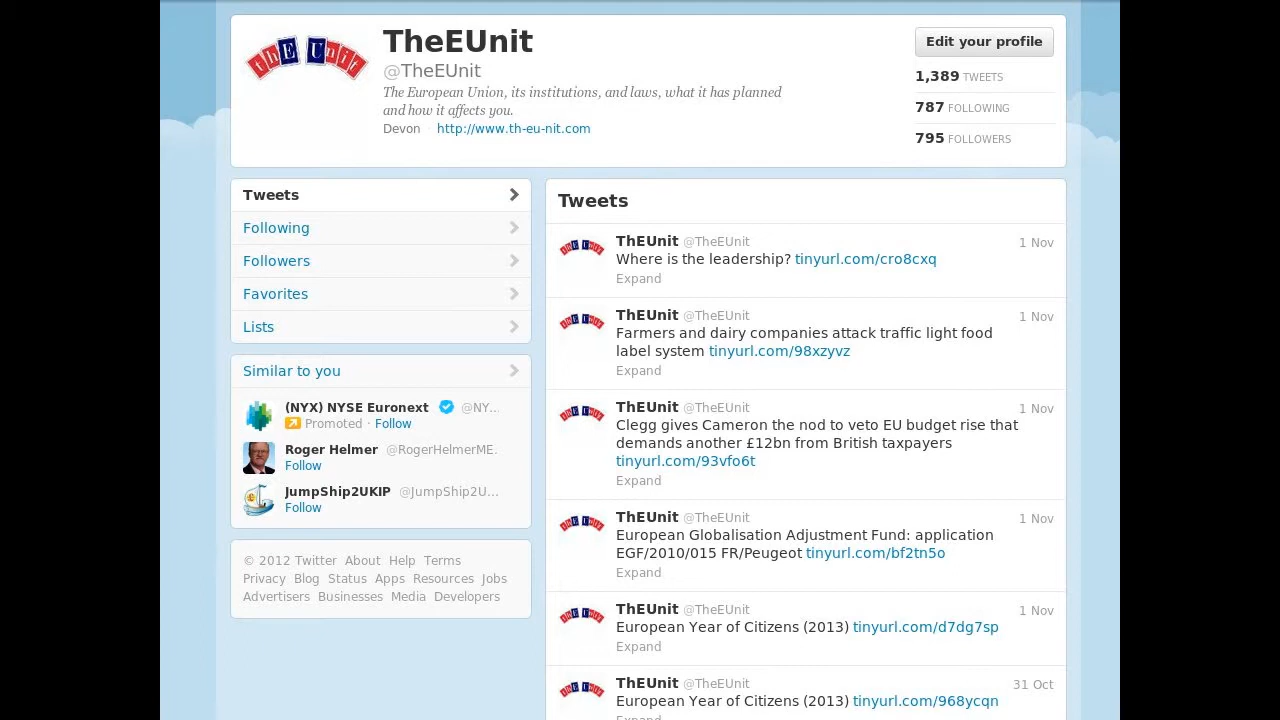 thEUnit
TheEUnit
@TheEUnit
The European Union, its institutions, and laws, what it has planned
and how it affects you.
Devon · http://www.th-eu-nit.com
Edit your profile
1,389 TWEETS
787 FOLLOWING
795 FOLLOWERS
Tweets
Following
Followers
Favorites
Lists
Similar to you
(NYX) NYSE Euronext @NY...
Promoted · Follow
Roger Helmer @RogerHelmerME.
Follow
JumpShip2UKIP @JumpShip2U...
Follow
© 2012 Twitter About Help Terms
Privacy Blog Status Apps Resources Jobs
Advertisers Businesses Media Developers
Tweets
ThEUnit @TheEUnit 1 Nov
Where is the leadership? tinyurl.com/cro8cxq
Expand
ThEUnit @TheEUnit 1 Nov
Farmers and dairy companies attack traffic light food
label system tinyurl.com/98xzyvz
Expand
ThEUnit @TheEUnit 1 Nov
Clegg gives Cameron the nod to veto EU budget rise that
demands another £12bn from British taxpayers
tinyurl.com/93vfo6t
Expand
ThEUnit @TheEUnit 1 Nov
European Globalisation Adjustment Fund: application
EGF/2010/015 FR/Peugeot tinyurl.com/bf2tn5o
Expand
ThEUnit @TheEUnit 1 Nov
European Year of Citizens (2013) tinyurl.com/d7dg7sp
Expand
ThEUnit @TheEUnit 31 Oct
European Year of Citizens (2013) tinyurl.com/968ycqn
Expand